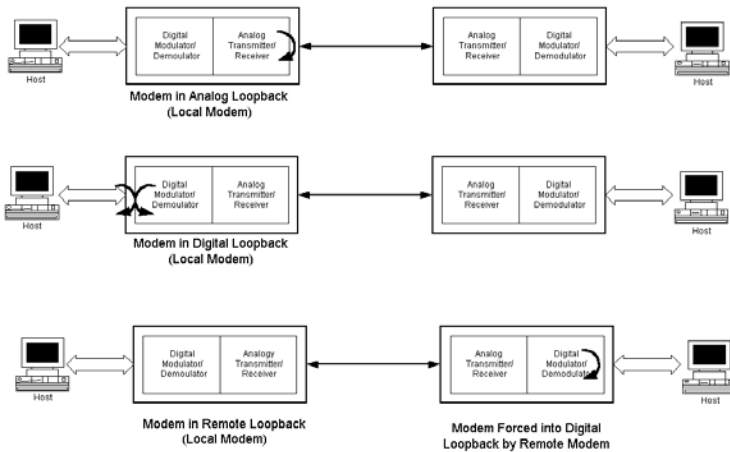 Digital
Modulator/
Demoulator
Analog
Transmitter/
Receiver
Analog
Transmitter/
Receiver
Digital
Modulator/
Demodulator
Host
Host
Modem in Analog Loopback
(Local Modem)
Digital
Modulator/
Demoulator
Analog
Transmitter/
Receiver
Analog
Transmitter/
Receiver
Digital
Modulator/
Demodulator
Host
Host
Modem in Digital Loopback
(Local Modem)
Digital
Modulator/
Demoulator
Analogy
Transmitter/
Receiver
Analog
Transmitter/
Receiver
Digital
Modulator/
Demodulator
Host
Host
Modem in Remote Loopback
(Local Modem)
Modem Forced into Digital
Loopback by Remote Modem